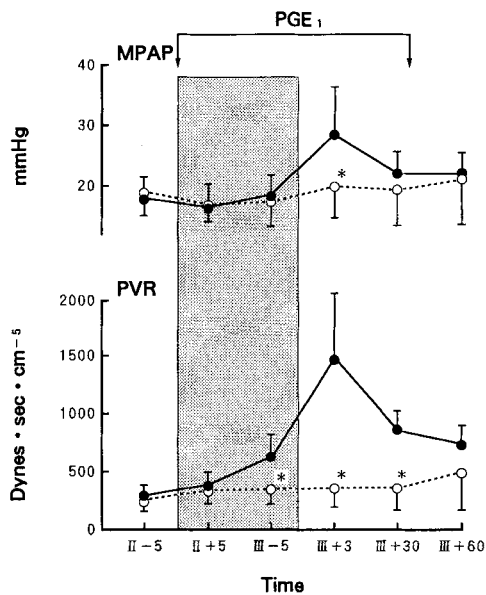 PGE₁
MPAP
40
30
20
mmHg
*
PVR
2000
1500
1000
500
0
Dynes • sec • cm⁻⁵
* * *
II−5 II+5 III−5 III+3 III+30 III+60
Time